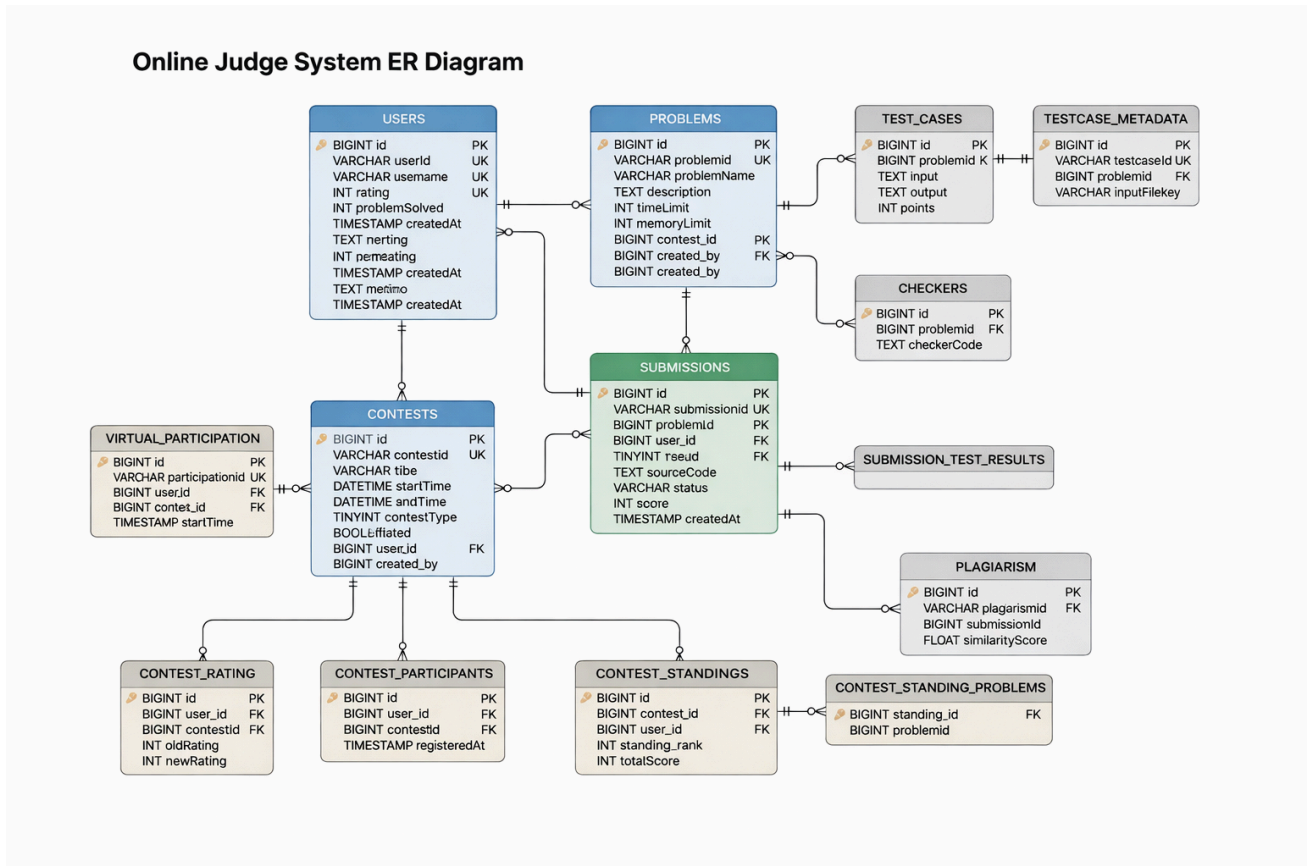 Online Judge System ER Diagram
USERS
BIGINT id PK
VARCHAR userId UK
VARCHAR usemame UK
INT rating UK
INT problemSolved
TIMESTAMP createdAt
TEXT nerting
INT pemeating
TIMESTAMP createdAt
TEXT
TIMESTAMP createdAt
PROBLEMS
BIGINT id PK
VARCHAR problemid UK
VARCHAR problemName
TEXT description
INT timeLimit
INT memoryLimit
BIGINT contest_id PK
BIGINT created_by FK
BIGINT created_by
TEST_CASES
BIGINT id PK
BIGINT problemid K
TEXT input
TEXT output
INT points
TESTCASE_METADATA
BIGINT id PK
VARCHAR testcaseId UK
BIGINT problemid FK
VARCHAR inputFilekey
CHECKERS
BIGINT id PK
BIGINT problemid FK
TEXT checkerCode
SUBMISSIONS
BIGINT id PK
VARCHAR submissionid UK
BIGINT problemId PK
BIGINT user_id FK
TINYINT rseud FK
TEXT sourceCode
VARCHAR status
INT score
TIMESTAMP createdAt
CONTESTS
BIGINT id PK
VARCHAR contestid UK
VARCHAR tibe
DATETIME startTime
DATETIME andTime
TINYINT contestType
BIGINT user_id FK
BIGINT created_by
VIRTUAL_PARTICIPATION
BIGINT id PK
VARCHAR participationid UK
BIGINT user_id FK
BIGINT contet_id FK
TIMESTAMP startTime
SUBMISSION_TEST_RESULTS
PLAGIARISM
BIGINT id PK
VARCHAR plagarismid FK
BIGINT submissionId
FLOAT similarityScore
CONTEST_RATING
BIGINT id PK
BIGINT user_id FK
BIGINT contestid FK
INT oldRating
INT newRating
CONTEST_PARTICIPANTS
BIGINT id PK
BIGINT user_id FK
BIGINT contestId FK
TIMESTAMP registeredAt
CONTEST_STANDINGS
BIGINT id PK
BIGINT contest_id FK
BIGINT user_id FK
INT standing_rank
INT totalScore
CONTEST_STANDING_PROBLEMS
BIGINT standing_id FK
BIGINT problemid